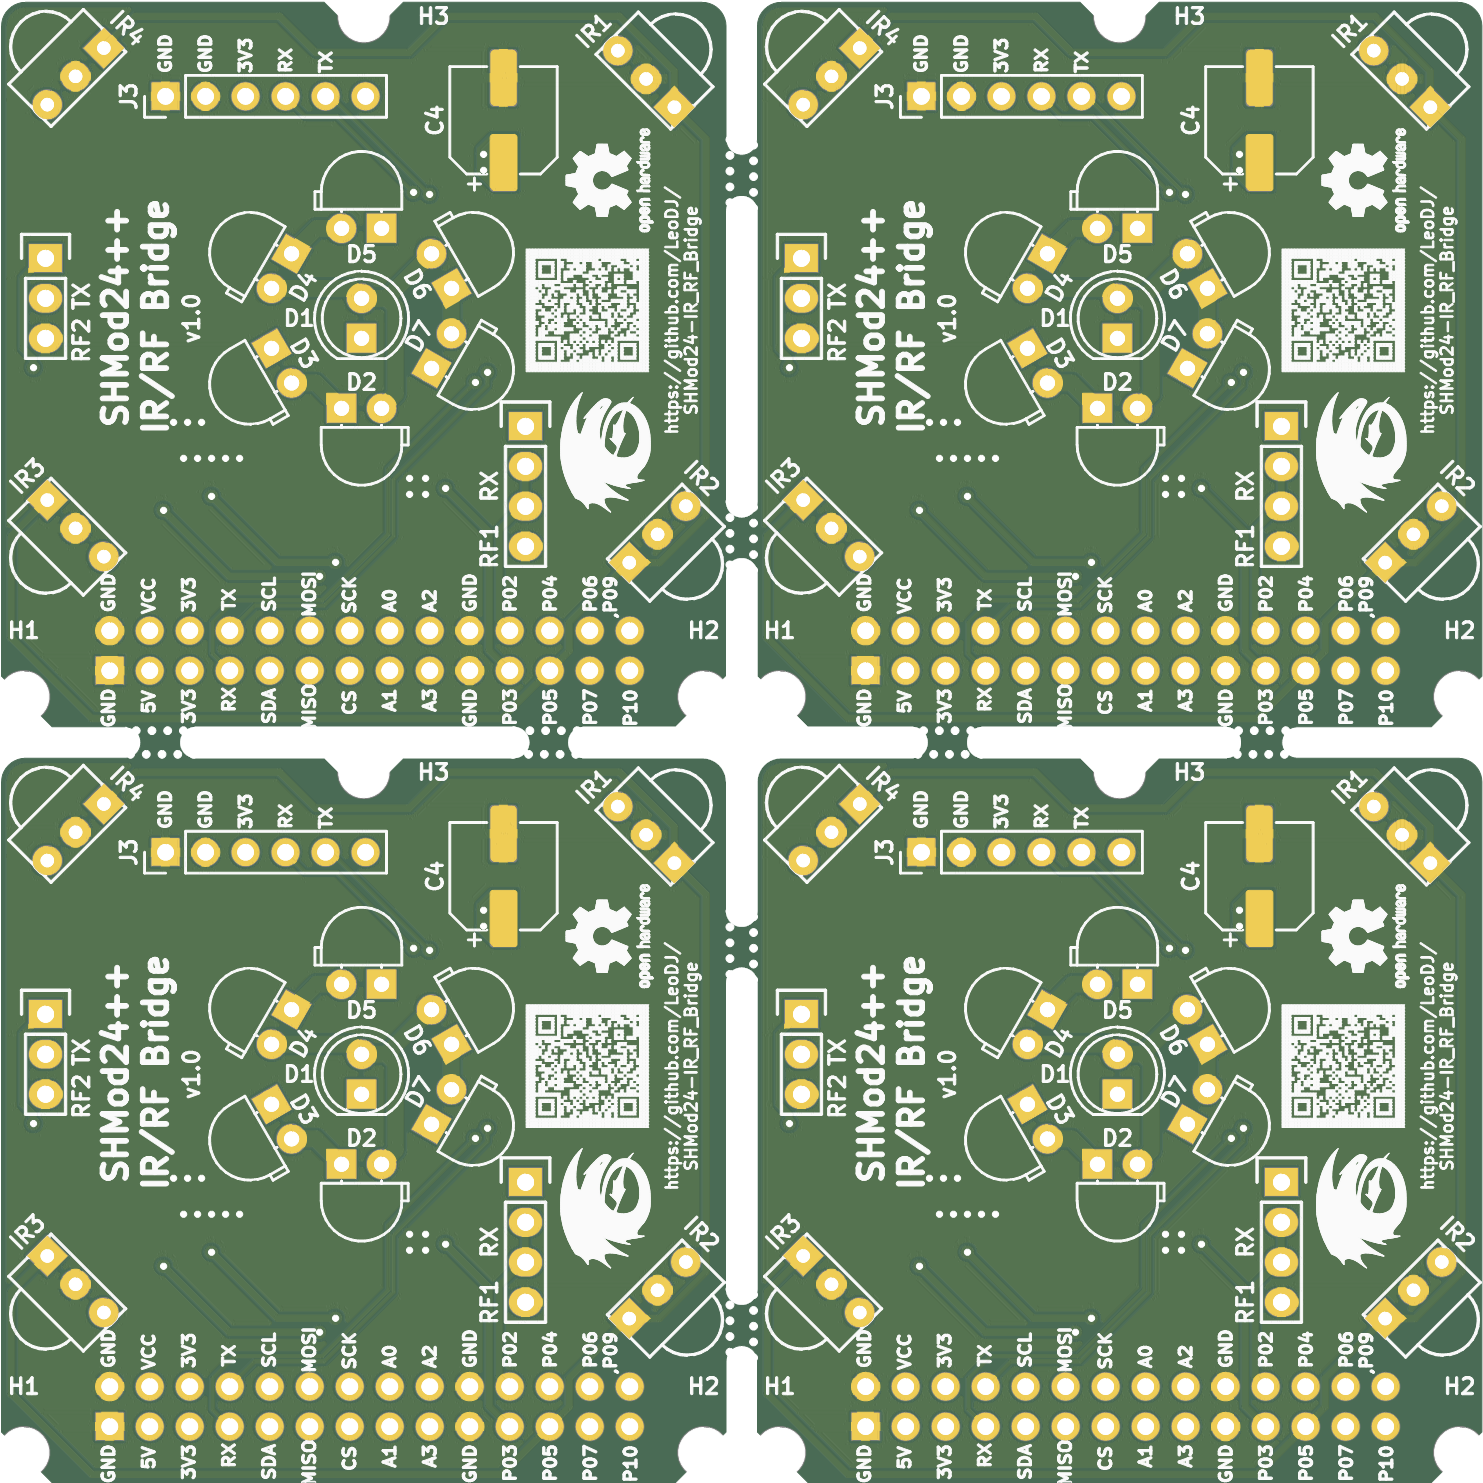 H3
IR4
GND GND 3V3 RX TX
J3
C4
+
IR1
open hardware
SHMod24++
IR/RF Bridge
v1.0
RF2 TX
D5
D4
D6
D1
D3
D7
D2
https://github.com/LeoDJ/
SHMod24-IR_RF_Bridge
IR3
RX
RF1
IR2
GND VCC 3V3 TX SCL MOSI SCK A0 A2 GND P02 P04 P06 P09
H1
H2
GND 5V 3V3 RX SDA MISO CS A1 A3 GND P03 P05 P07 P10
H3
IR4
GND GND 3V3 RX TX
J3
C4
+
IR1
open hardware
SHMod24++
IR/RF Bridge
v1.0
RF2 TX
D5
D4
D6
D1
D3
D7
D2
https://github.com/LeoDJ/
SHMod24-IR_RF_Bridge
IR3
RX
RF1
IR2
GND VCC 3V3 TX SCL MOSI SCK A0 A2 GND P02 P04 P06 P09
H1
H2
GND 5V 3V3 RX SDA MISO CS A1 A3 GND P03 P05 P07 P10
H3
IR4
GND GND 3V3 RX TX
J3
C4
+
IR1
open hardware
SHMod24++
IR/RF Bridge
v1.0
RF2 TX
D5
D4
D6
D1
D3
D7
D2
https://github.com/LeoDJ/
SHMod24-IR_RF_Bridge
IR3
RX
RF1
IR2
GND VCC 3V3 TX SCL MOSI SCK A0 A2 GND P02 P04 P06 P09
H1
H2
GND 5V 3V3 RX SDA MISO CS A1 A3 GND P03 P05 P07 P10
H3
IR4
GND GND 3V3 RX TX
J3
C4
+
IR1
open hardware
SHMod24++
IR/RF Bridge
v1.0
RF2 TX
D5
D4
D6
D1
D3
D7
D2
https://github.com/LeoDJ/
SHMod24-IR_RF_Bridge
IR3
RX
RF1
IR2
GND VCC 3V3 TX SCL MOSI SCK A0 A2 GND P02 P04 P06 P09
H1
H2
GND 5V 3V3 RX SDA MISO CS A1 A3 GND P03 P05 P07 P10